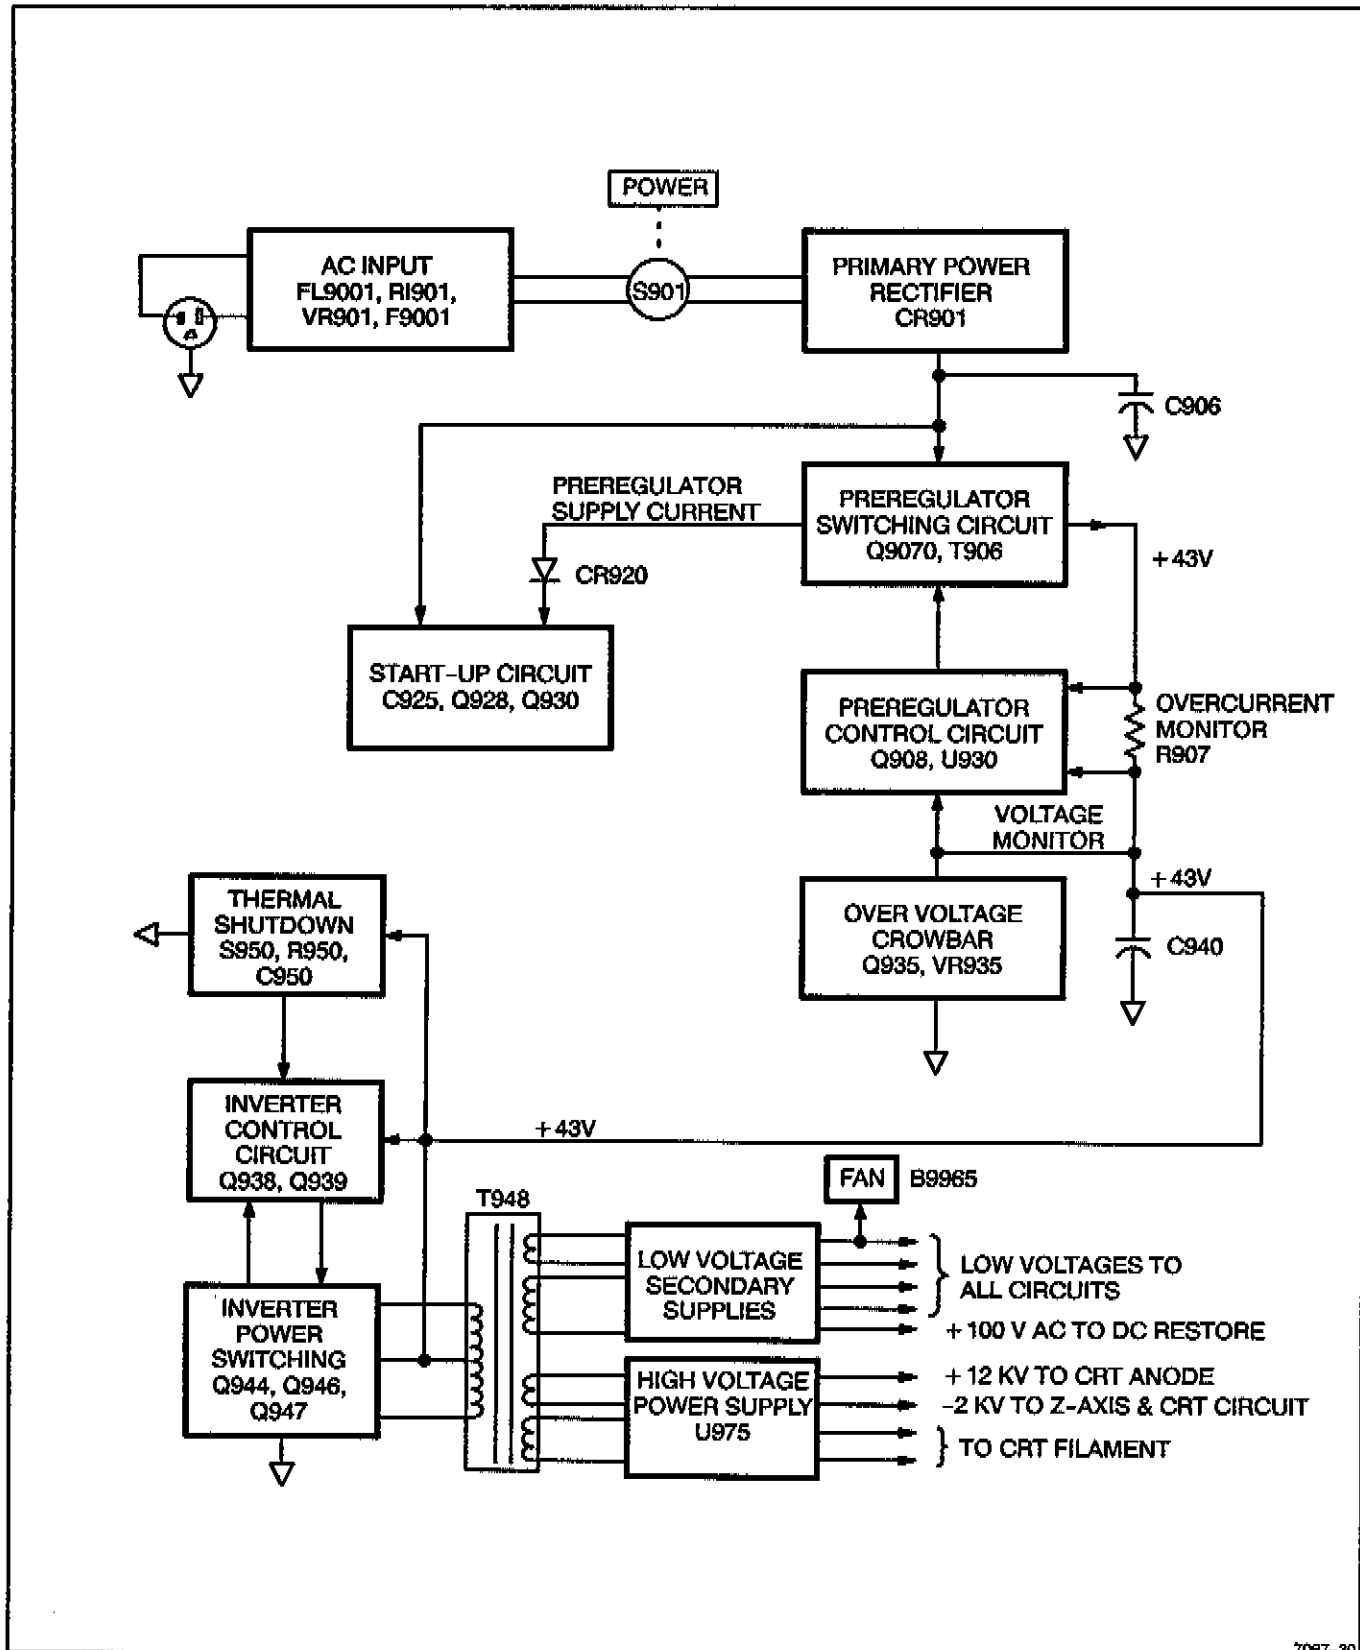 POWER
AC INPUT
FL9001, RI901,
VR901, F9001
S901
PRIMARY POWER
RECTIFIER
CR901
C906
PREREGULATOR
SUPPLY CURRENT
PREREGULATOR
SWITCHING CIRCUIT
Q9070, T906
+43V
CR920
START-UP CIRCUIT
C925, Q928, Q930
PREREGULATOR
CONTROL CIRCUIT
Q908, U930
OVERCURRENT
MONITOR
R907
VOLTAGE
MONITOR
+43V
THERMAL
SHUTDOWN
S950, R950,
C950
OVER VOLTAGE
CROWBAR
Q935, VR935
C940
INVERTER
CONTROL
CIRCUIT
Q938, Q939
+43V
FAN
B9965
T948
LOW VOLTAGE
SECONDARY
SUPPLIES
LOW VOLTAGES TO
ALL CIRCUITS
+100 V AC TO DC RESTORE
INVERTER
POWER
SWITCHING
Q944, Q946,
Q947
HIGH VOLTAGE
POWER SUPPLY
U975
+12 KV TO CRT ANODE
-2 KV TO Z-AXIS & CRT CIRCUIT
TO CRT FILAMENT